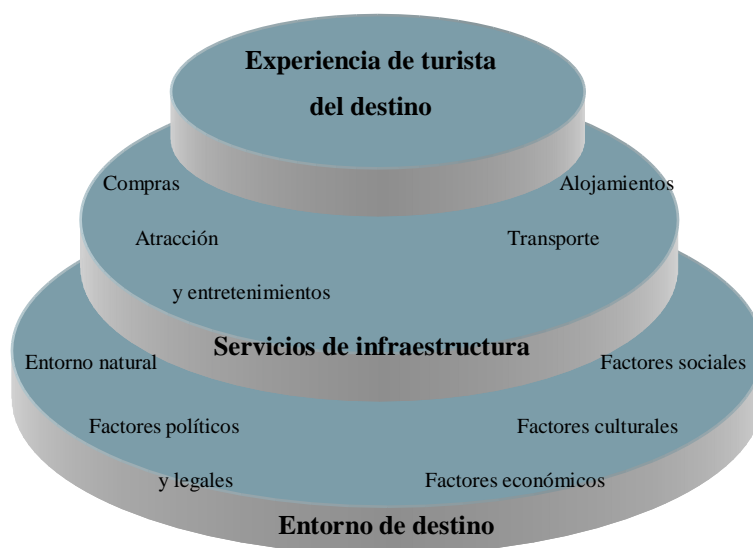 Experiencia de turista
del destino
Compras
Alojamientos
Atracción
Transporte
y entretenimientos
Servicios de infraestructura
Entorno natural
Factores sociales
Factores políticos
Factores culturales
y legales
Factores económicos
Entorno de destino